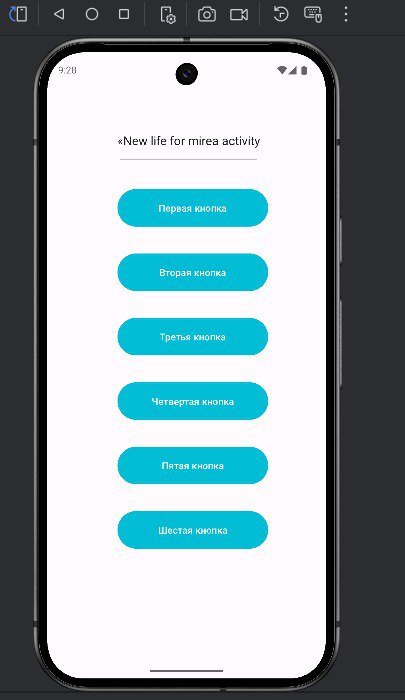 9:28
«New life for mirea activity
Первая кнопка
Вторая кнопка
Третья кнопка
Четвертая кнопка
Пятая кнопка
Шестая кнопка